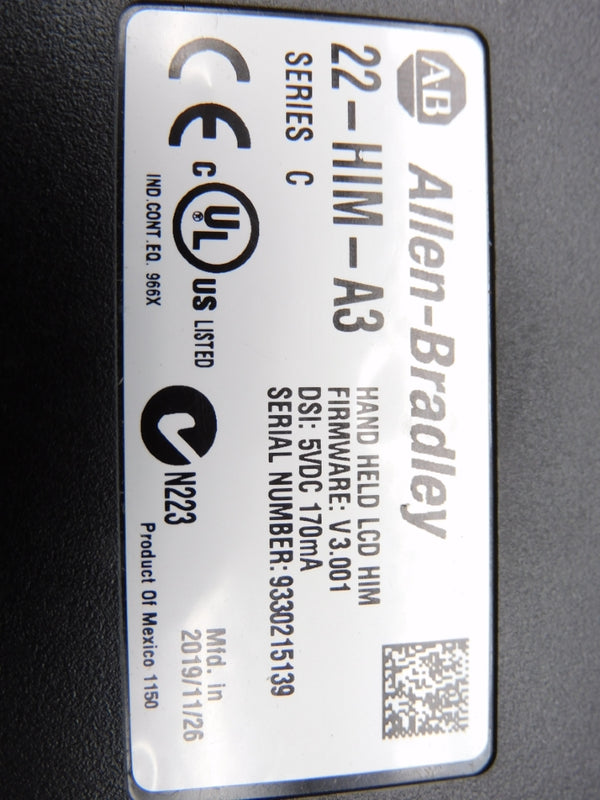 AB Allen-Bradley
22-HIM-A3
SERIES C
HAND HELD LCD HIM
FIRMWARE: V 3.001
DSI: 5VDC 170mA
SERIAL NUMBER: 9330215139
CE
C UL ® US LISTED
IND.CONT.EQ. 966X
N223
Mfd. in
2019/11/26
Product Of Mexico 1150